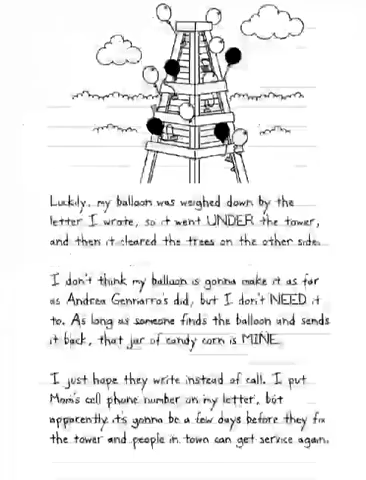 Luckily, my balloon was weighed down by the
letter I wrote, so it went UNDER the tower,
and then it cleared the trees on the other side.
I don't think my balloon is gonna make it as far
as Andrea Gennarro's did, but I don't NEED it
to. As long as someone finds the balloon and sends
it back, that jar of candy corn is MINE.
I just hope they write instead of call. I put
Mom's cell phone number on my letter, but
apparently it's gonna be a few days before they fix
the tower and people in town can get service again.